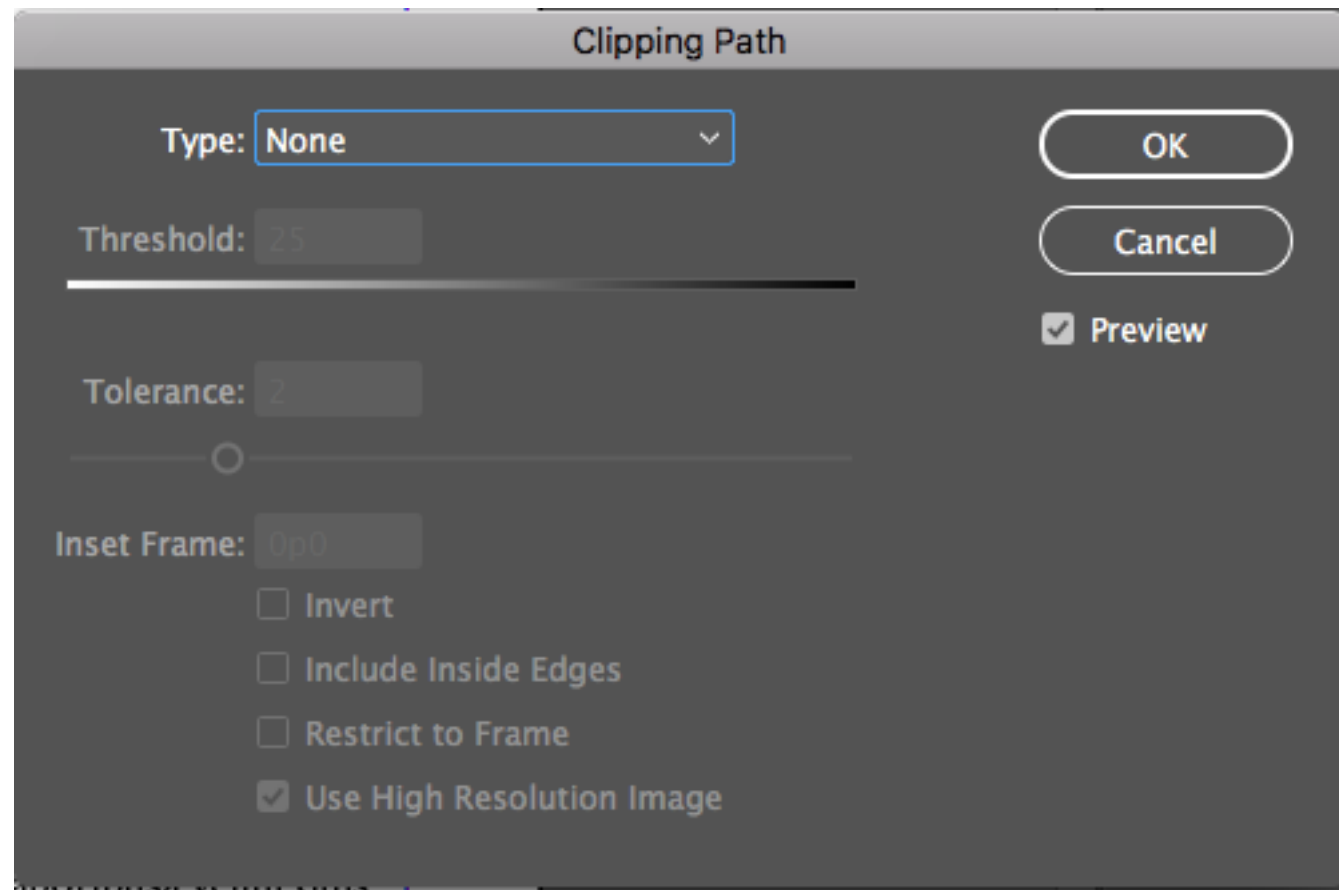 Clipping Path
Type: None
OK
Threshold: 25
Cancel
Preview
Tolerance: 2
Inset Frame: 0p0
Invert
Include Inside Edges
Restrict to Frame
Use High Resolution Image